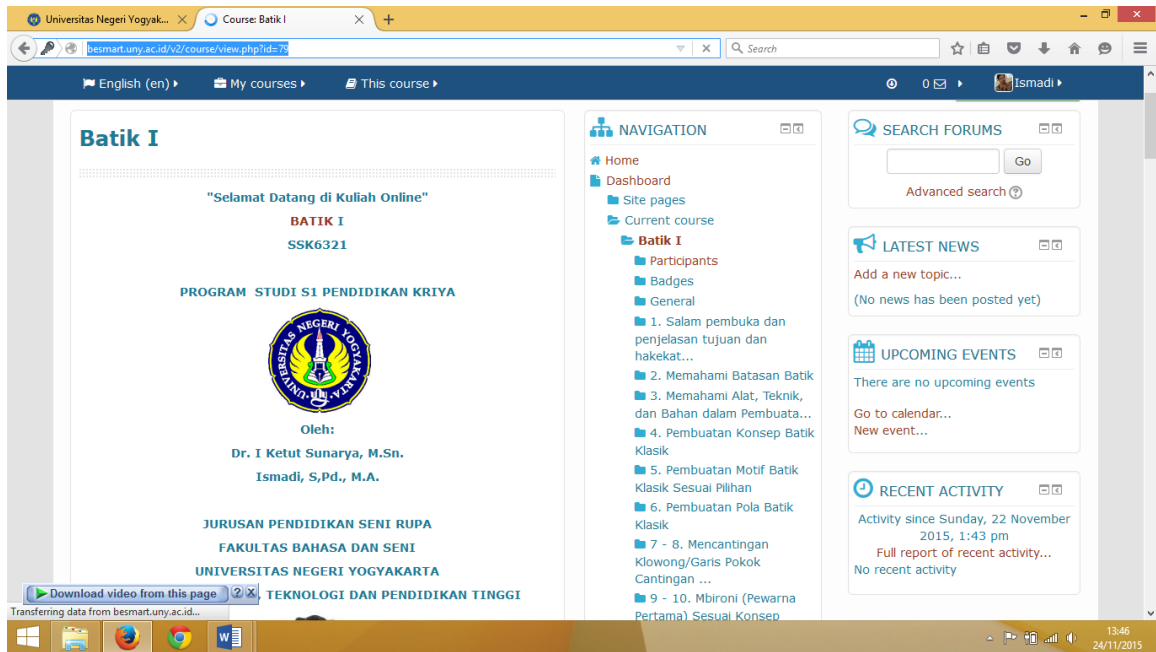 Universitas Negeri Yogyak...
Course: Batik I
besmart.uny.ac.id/v2/course/view.php?id=79
Search
English (en)
My courses
This course
0
Ismadi
Batik I
"Selamat Datang di Kuliah Online"
BATIK I
SSK6321
PROGRAM STUDI S1 PENDIDIKAN KRIYA
UNIVERSITAS NEGERI YOGYAKARTA
UNY
Oleh:
Dr. I Ketut Sunarya, M.Sn.
Ismadi, S,Pd., M.A.
JURUSAN PENDIDIKAN SENI RUPA
FAKULTAS BAHASA DAN SENI
UNIVERSITAS NEGERI YOGYAKARTA
, TEKNOLOGI DAN PENDIDIKAN TINGGI
NAVIGATION
Home
Dashboard
Site pages
Current course
Batik I
Participants
Badges
General
1. Salam pembuka dan
penjelasan tujuan dan
hakekat...
2. Memahami Batasan Batik
3. Memahami Alat, Teknik,
dan Bahan dalam Pembuata...
4. Pembuatan Konsep Batik
Klasik
5. Pembuatan Motif Batik
Klasik Sesuai Pilihan
6. Pembuatan Pola Batik
Klasik
7 - 8. Mencantingan
Klowong/Garis Pokok
Cantingan ...
9 - 10. Mbironi (Pewarna
Pertama) Sesuai Konsep
SEARCH FORUMS
Go
Advanced search
LATEST NEWS
Add a new topic...
(No news has been posted yet)
UPCOMING EVENTS
There are no upcoming events
Go to calendar...
New event...
RECENT ACTIVITY
Activity since Sunday, 22 November
2015, 1:43 pm
Full report of recent activity...
No recent activity
Download video from this page
Transferring data from besmart.uny.ac.id...
13:46
24/11/2015